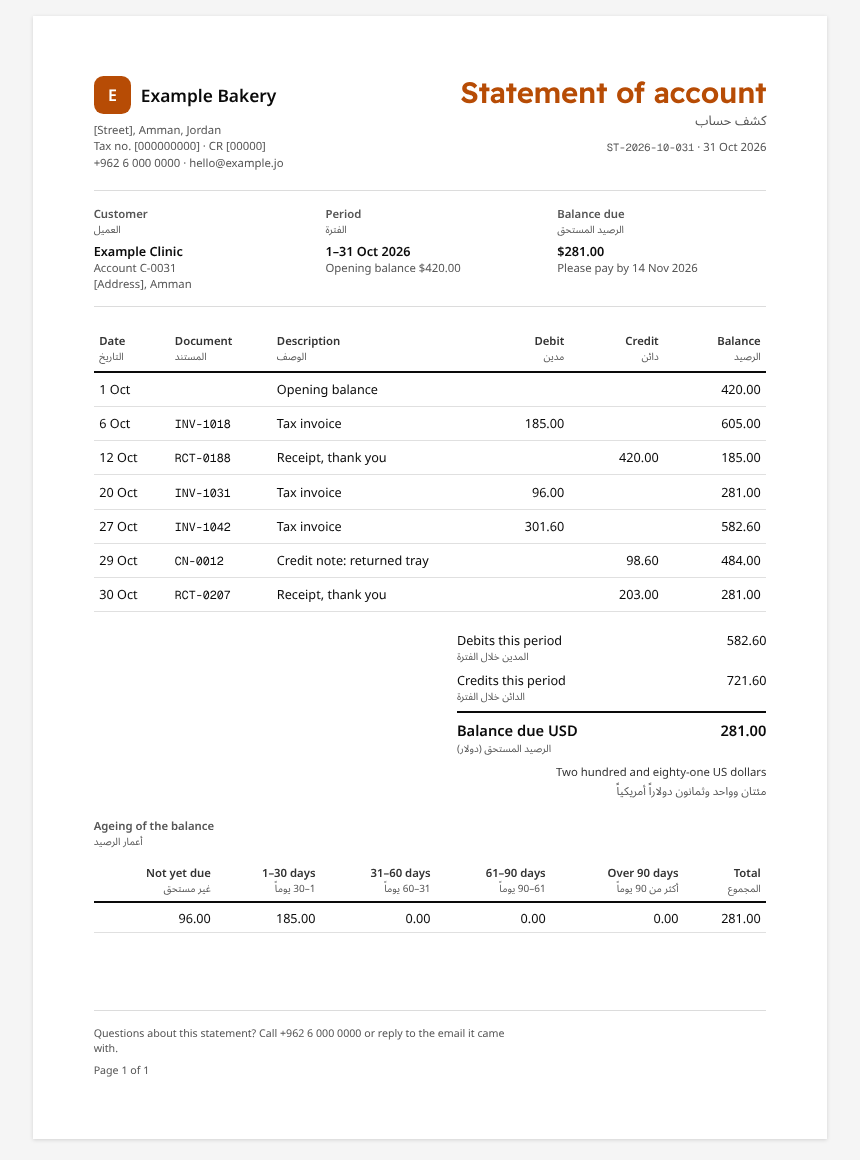 E
Example Bakery
[Street], Amman, Jordan
Tax no. [000000000] · CR [00000]
+962 6 000 0000 · hello@example.jo
Statement of account
كشف حساب
ST-2026-10-031 · 31 Oct 2026
Customer
العميل
Example Clinic
Account C-0031
[Address], Amman
Period
الفترة
1–31 Oct 2026
Opening balance $420.00
Balance due
الرصيد المستحق
$281.00
Please pay by 14 Nov 2026
Date Document Description Debit Credit Balance
التاريخ المستند الوصف مدين دائن الرصيد
1 Oct Opening balance 420.00
6 Oct INV-1018 Tax invoice 185.00 605.00
12 Oct RCT-0188 Receipt, thank you 420.00 185.00
20 Oct INV-1031 Tax invoice 96.00 281.00
27 Oct INV-1042 Tax invoice 301.60 582.60
29 Oct CN-0012 Credit note: returned tray 98.60 484.00
30 Oct RCT-0207 Receipt, thank you 203.00 281.00
Debits this period 582.60
المدين خلال الفترة
Credits this period 721.60
الدائن خلال الفترة
Balance due USD 281.00
الرصيد المستحق (دولار)
Two hundred and eighty-one US dollars
مئتان وواحد وثمانون دولاراً أمريكياً
Ageing of the balance
أعمار الرصيد
Not yet due 1–30 days 31–60 days 61–90 days Over 90 days Total
غير مستحق 1–30 يوماً 31–60 يوماً 61–90 يوماً أكثر من 90 يوماً المجموع
96.00 185.00 0.00 0.00 0.00 281.00
Questions about this statement? Call +962 6 000 0000 or reply to the email it came
with.
Page 1 of 1